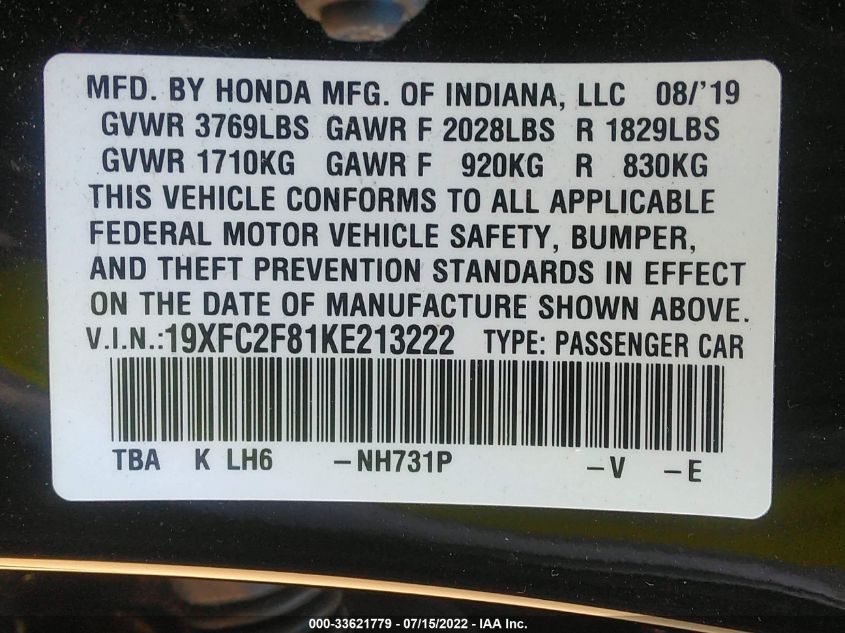 MFD. BY HONDA MFG. OF INDIANA, LLC 08/'19
GVWR 3769LBS GAWR F 2028LBS R 1829LBS
GVWR 1710KG GAWR F 920KG R 830KG
THIS VEHICLE CONFORMS TO ALL APPLICABLE
FEDERAL MOTOR VEHICLE SAFETY, BUMPER,
AND THEFT PREVENTION STANDARDS IN EFFECT
ON THE DATE OF MANUFACTURE SHOWN ABOVE.
V.I.N.:19XFC2F81KE213222 TYPE: PASSENGER CAR
TBA K LH6 –NH731P –V –E
000-33621779 - 07/15/2022 - IAA Inc.